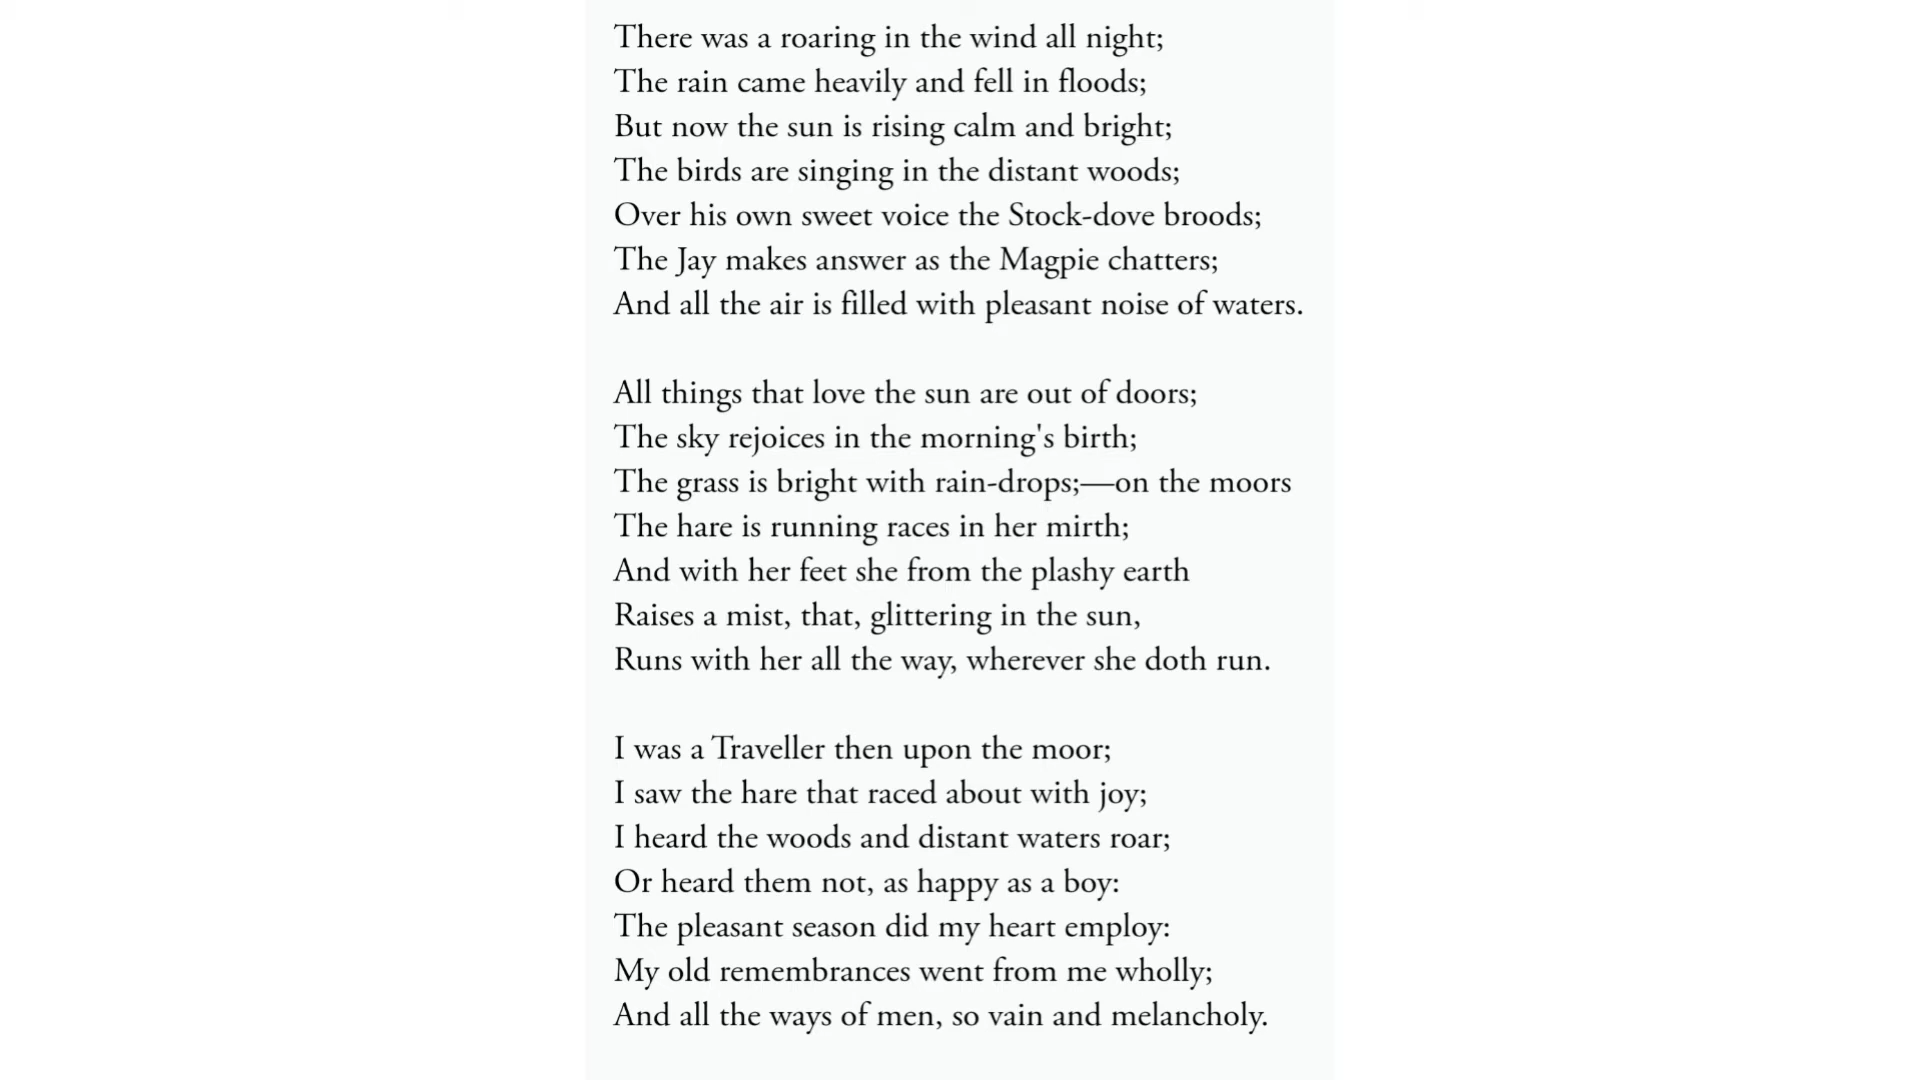 There was a roaring in the wind all night;
The rain came heavily and fell in floods;
But now the sun is rising calm and bright;
The birds are singing in the distant woods;
Over his own sweet voice the Stock-dove broods;
The Jay makes answer as the Magpie chatters;
And all the air is filled with pleasant noise of waters.

All things that love the sun are out of doors;
The sky rejoices in the morning's birth;
The grass is bright with rain-drops;—on the moors
The hare is running races in her mirth;
And with her feet she from the plashy earth
Raises a mist, that, glittering in the sun,
Runs with her all the way, wherever she doth run.

I was a Traveller then upon the moor;
I saw the hare that raced about with joy;
I heard the woods and distant waters roar;
Or heard them not, as happy as a boy:
The pleasant season did my heart employ:
My old remembrances went from me wholly;
And all the ways of men, so vain and melancholy.